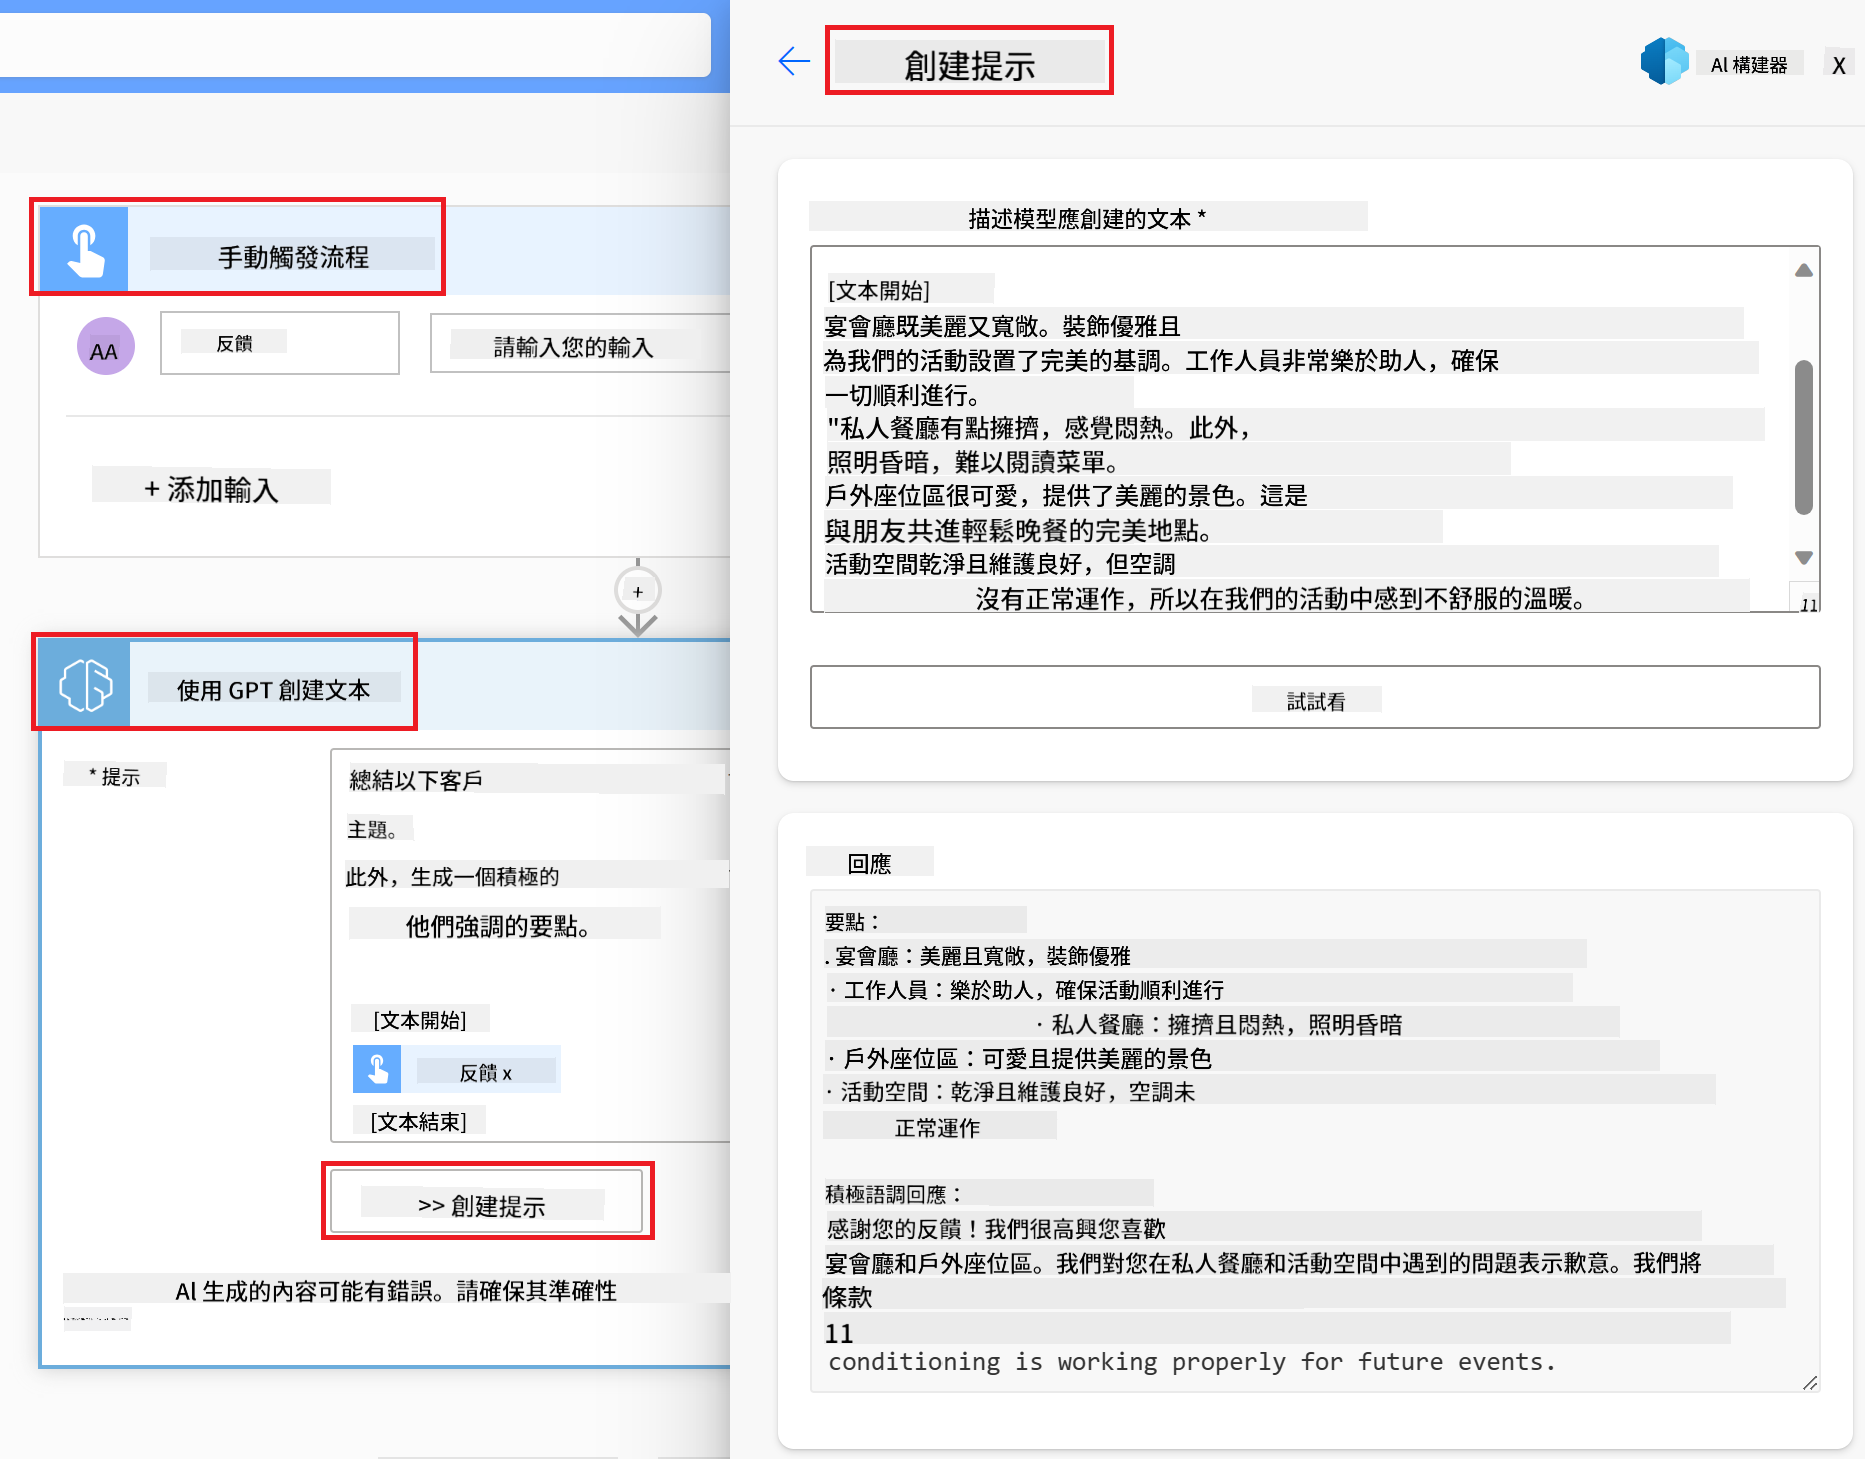 手動觸發流程
AA
反饋
請輸入您的輸入
+ 添加輸入
+
使用 GPT 創建文本
* 提示
總結以下客戶
主題。
此外，生成一個積極的
他們強調的要點。
[文本開始]
反饋 x
[文本結束]
>> 創建提示
AI 生成的內容可能有錯誤。請確保其準確性
創建提示
AI 構建器
X
描述模型應創建的文本 *
[文本開始]
宴會廳既美麗又寬敞。裝飾優雅且
為我們的活動設置了完美的基調。工作人員非常樂於助人，確保
一切順利進行。
"私人餐廳有點擁擠，感覺悶熱。此外，
照明昏暗，難以閱讀菜單。
戶外座位區很可愛，提供了美麗的景色。這是
與朋友共進輕鬆晚餐的完美地點。
活動空間乾淨且維護良好，但空調
沒有正常運作，所以在我們的活動中感到不舒服的溫暖。
11
試試看
回應
要點：
. 宴會廳：美麗且寬敞，裝飾優雅
· 工作人員：樂於助人，確保活動順利進行
· 私人餐廳：擁擠且悶熱，照明昏暗
· 戶外座位區：可愛且提供美麗的景色
· 活動空間：乾淨且維護良好，空調未
正常運作
積極語調回應：
感謝您的反饋！我們很高興您喜歡
宴會廳和戶外座位區。我們對您在私人餐廳和活動空間中遇到的問題表示歉意。我們將
條款
11
conditioning is working properly for future events.